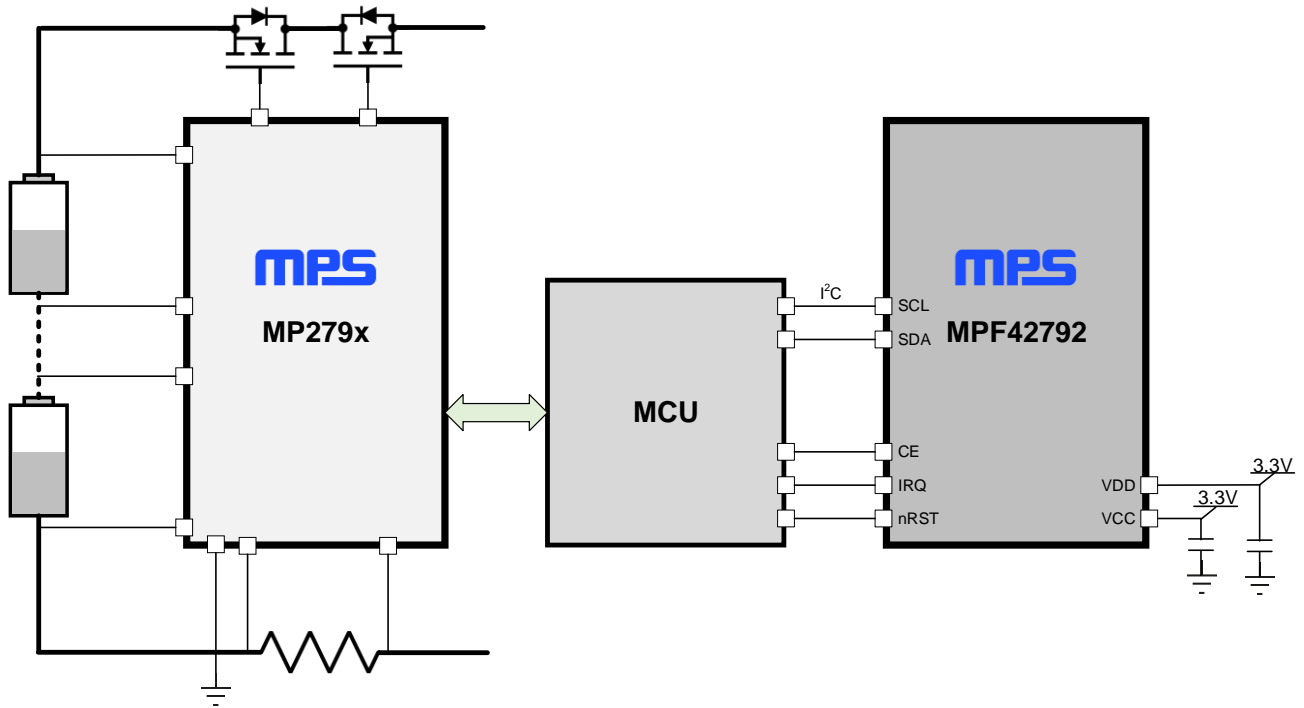 MPS
MP279x
MCU
I²C
MPS
MPF42792
SCL
SDA
CE
IRQ
nRST
VDD
VCC
3.3V
3.3V